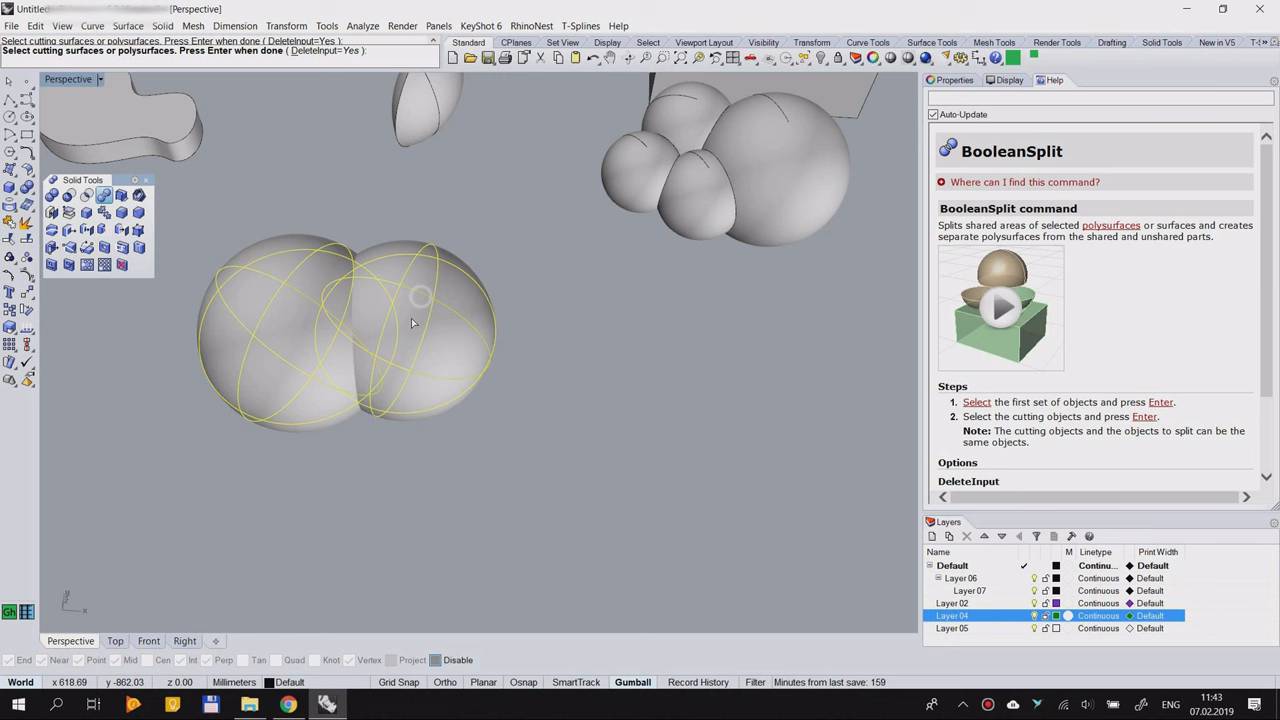 Untitled
[Perspective]
File Edit View Curve Surface Solid Mesh Dimension Transform Tools Analyze Render Panels KeyShot 6 RhinoNest T-Splines Help
Select cutting surfaces or polysurfaces. Press Enter when done ( DeleteInput=Yes ):
Select cutting surfaces or polysurfaces. Press Enter when done ( DeleteInput=Yes ):
Standard CPlanes Set View Display Select Viewport Layout Visibility Transform Curve Tools Surface Tools Mesh Tools Render Tools Drafting Solid Tools New in V5
Perspective
Properties Display Help
Auto-Update
BooleanSplit
Where can I find this command?
BooleanSplit command
Splits shared areas of selected polysurfaces or surfaces and creates
separate polysurfaces from the shared and unshared parts.
Solid Tools
Steps
1. Select the first set of objects and press Enter.
2. Select the cutting objects and press Enter.
Note: The cutting objects and the objects to split can be
the same objects.
Options
DeleteInput
Layers
Name M Linetype Print Width
Default Continu... Default
Layer 06 Continuous Default
Layer 07 Continuous Default
Layer 02 Continuous Default
Layer 04 Continuous Default
Layer 05 Continuous Default
y
x
Gh
Perspective Top Front Right
End Near Point Mid Cen Int Perp Tan Quad Knot Vertex Project Disable
World x 618.69 y -862.03 z 0.00 Millimeters Default Grid Snap Ortho Planar Osnap SmartTrack Gumball Record History Filter Minutes from last save: 159
ENG
11:43
07.02.2019